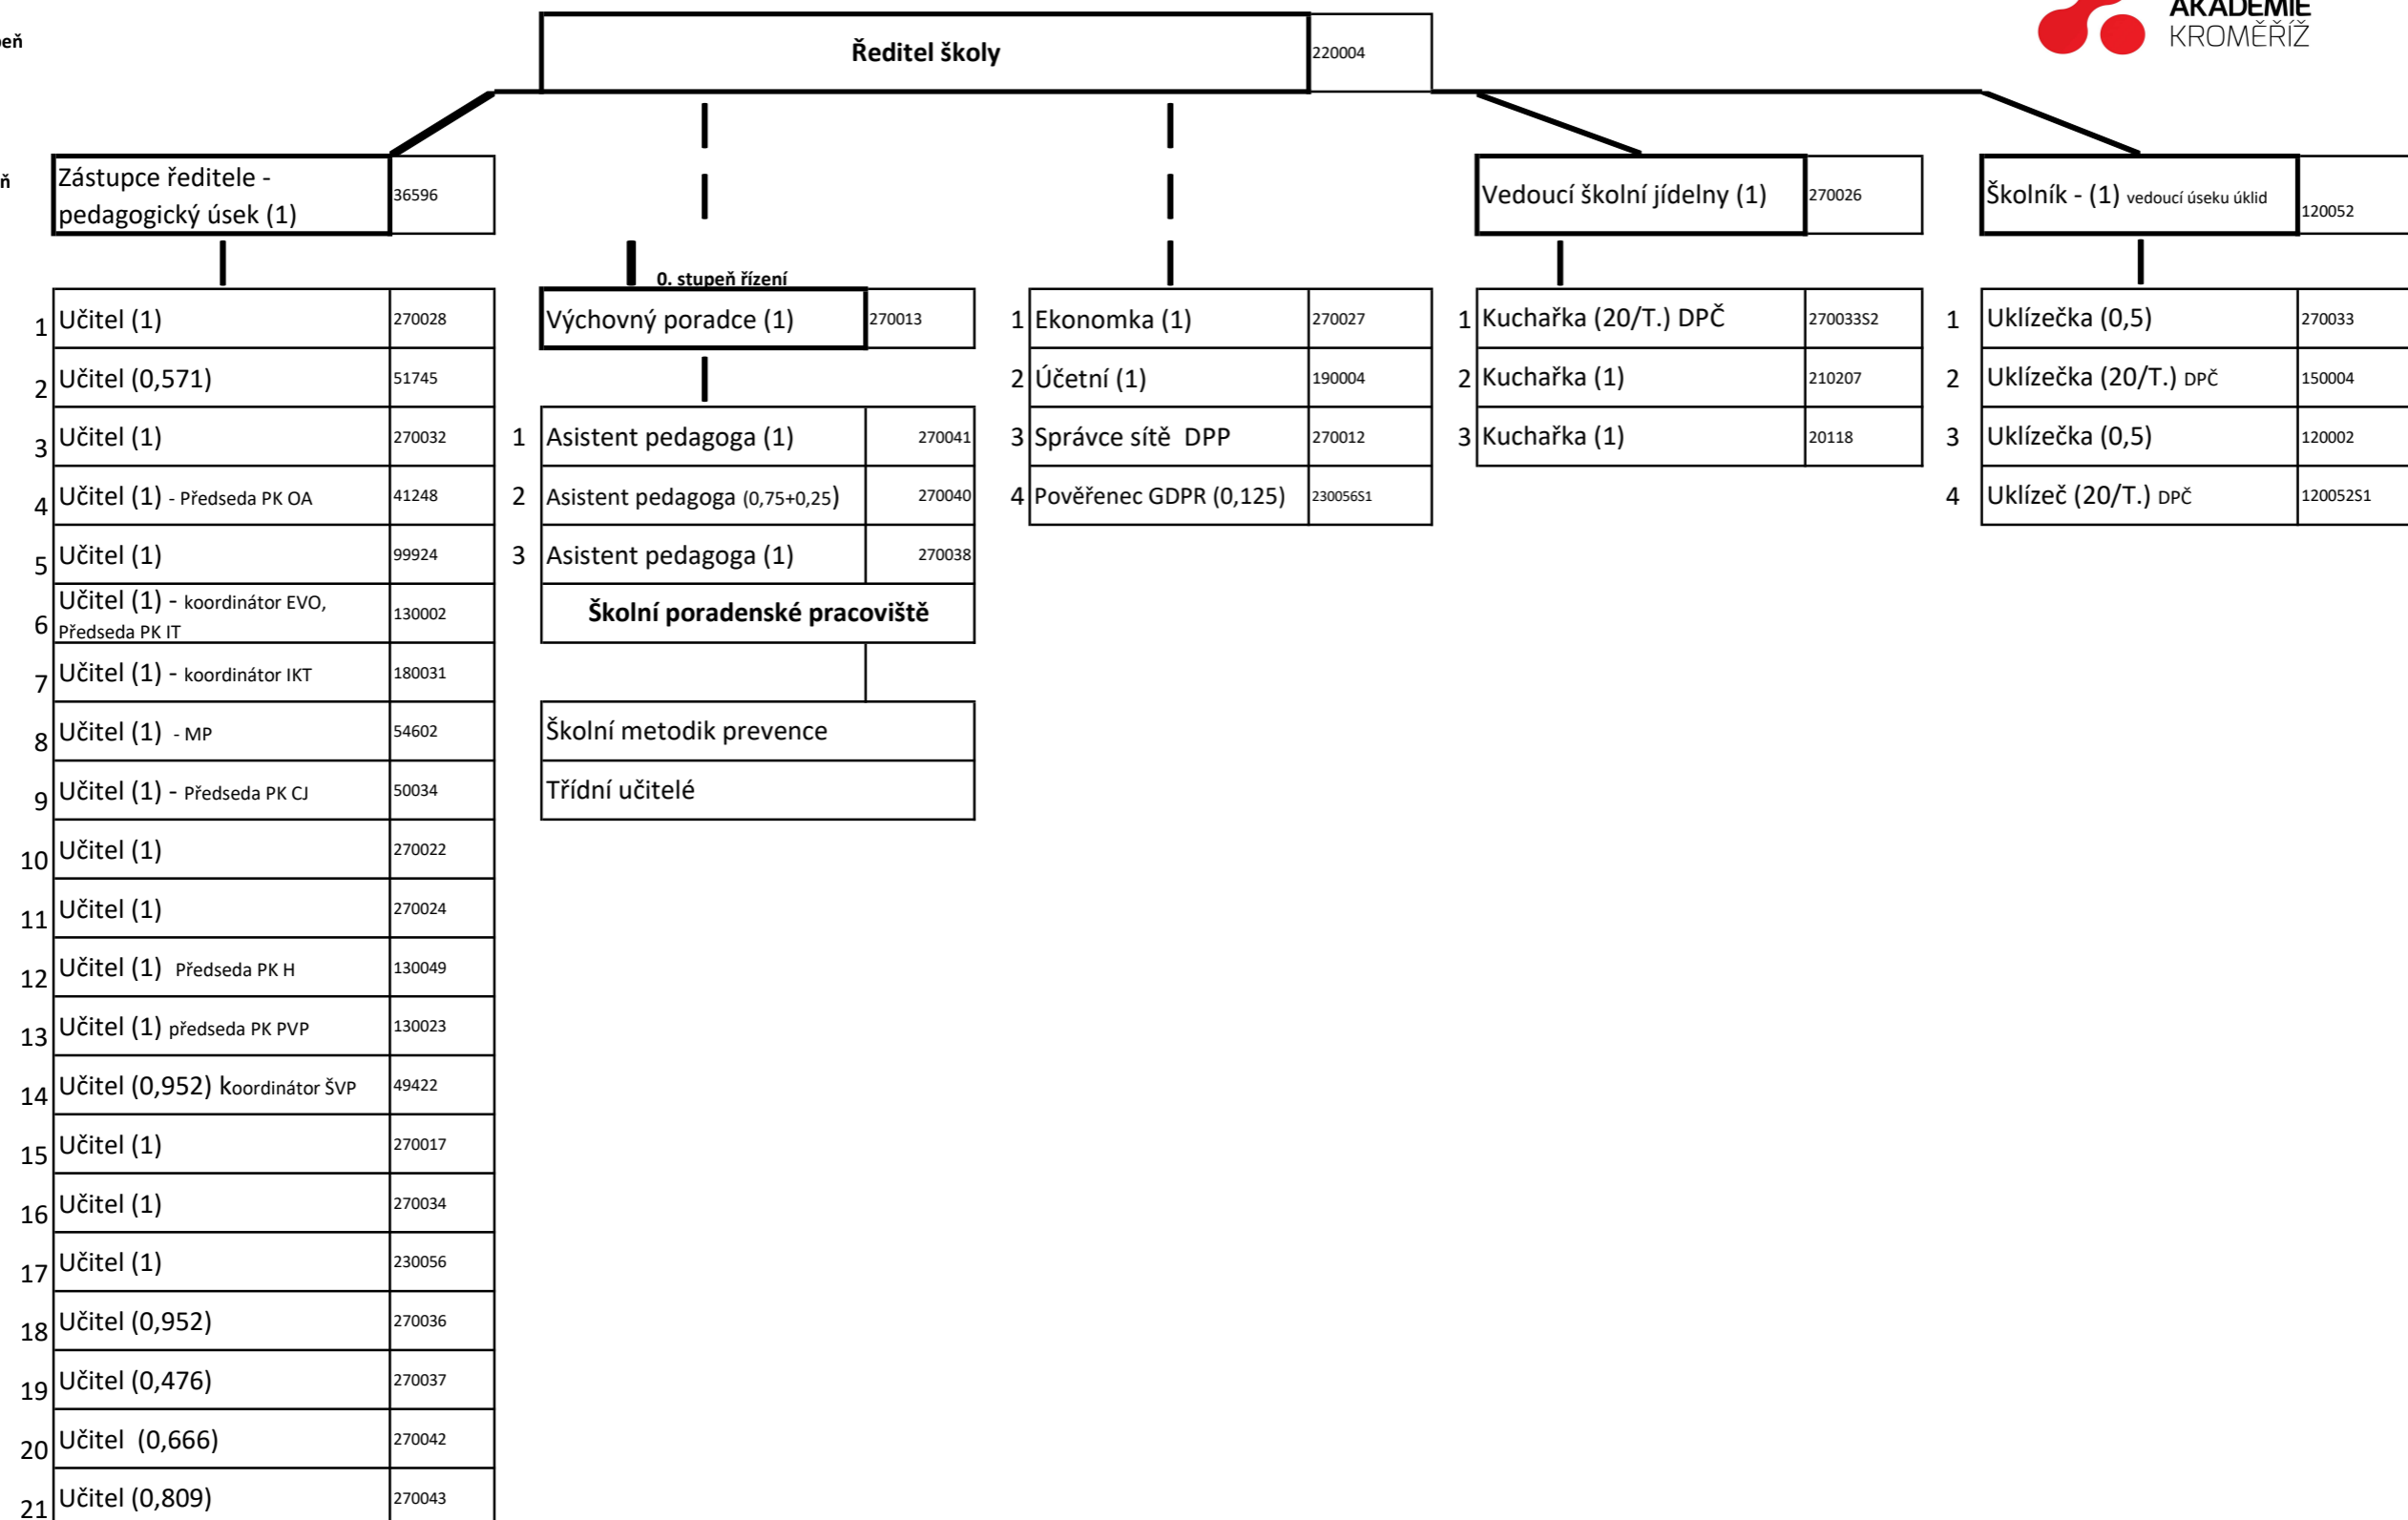 AKADEMIE
KROMĚŘÍŽ
Ředitel školy 220004
Zástupce ředitele -
pedagogický úsek (1) 36596
Vedoucí školní jídelny (1) 270026
Školník - (1) vedoucí úseku úklid 120052
0. stupeň řízení
1 Učitel (1) 270028
2 Učitel (0,571) 51745
3 Učitel (1) 270032
4 Učitel (1) - Předseda PK OA 41248
5 Učitel (1) 99924
6 Učitel (1) - koordinátor EVO,
Předseda PK IT 130002
7 Učitel (1) - koordinátor IKT 180031
8 Učitel (1) - MP 54602
9 Učitel (1) - Předseda PK CJ 50034
10 Učitel (1) 270022
11 Učitel (1) 270024
12 Učitel (1) Předseda PK H 130049
13 Učitel (1) předseda PK PVP 130023
14 Učitel (0,952) koordinátor ŠVP 49422
15 Učitel (1) 270017
16 Učitel (1) 270034
17 Učitel (1) 230056
18 Učitel (0,952) 270036
19 Učitel (0,476) 270037
20 Učitel (0,666) 270042
21 Učitel (0,809) 270043
Výchovný poradce (1) 270013
1 Asistent pedagoga (1) 270041
2 Asistent pedagoga (0,75+0,25) 270040
3 Asistent pedagoga (1) 270038
Školní poradenské pracoviště
Školní metodik prevence
Třídní učitelé
1 Ekonomka (1) 270027
2 Účetní (1) 190004
3 Správce sítě DPP 270012
4 Pověřenec GDPR (0,125) 230056S1
1 Kuchařka (20/T.) DPČ 270033S2
2 Kuchařka (1) 210207
3 Kuchařka (1) 20118
1 Uklízečka (0,5) 270033
2 Uklízečka (20/T.) DPČ 150004
3 Uklízečka (0,5) 120002
4 Uklízeč (20/T.) DPČ 120052S1